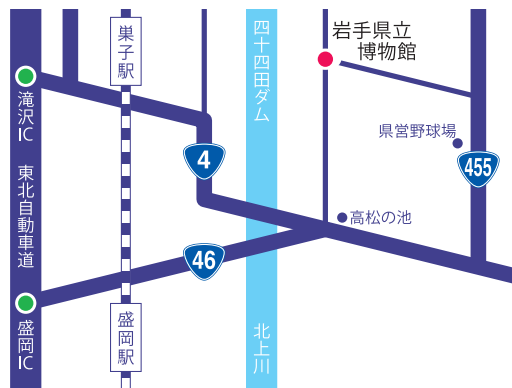 巣子駅
四十四田ダム
岩手県立
博物館
滝沢IC
県営野球場
4
455
東北自動車道
高松の池
46
盛岡IC
盛岡駅
北上川